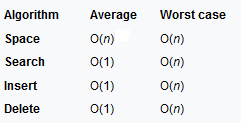 Algorithm Average Worst case
Space O(n) O(n)
Search O(1) O(n)
Insert O(1) O(n)
Delete O(1) O(n)